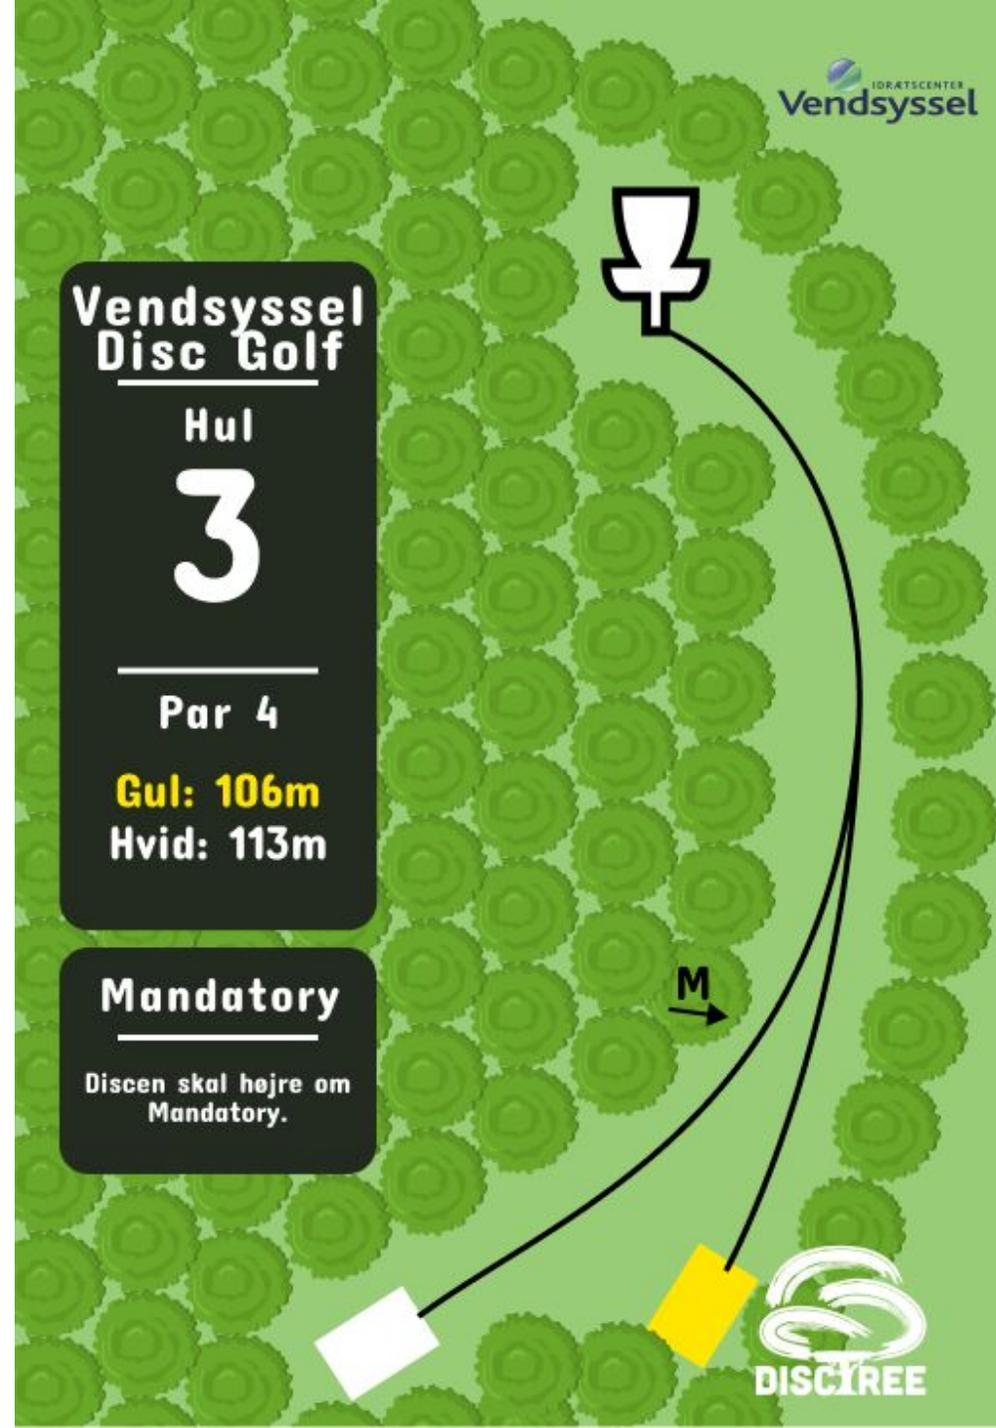 IDRÆTSCENTER
Vendsyssel
Vendsyssel
Disc Golf
Hul
3
Par 4
Gul: 106m
Hvid: 113m
Mandatory
Discen skal højre om
Mandatory.
M
DISCTREE